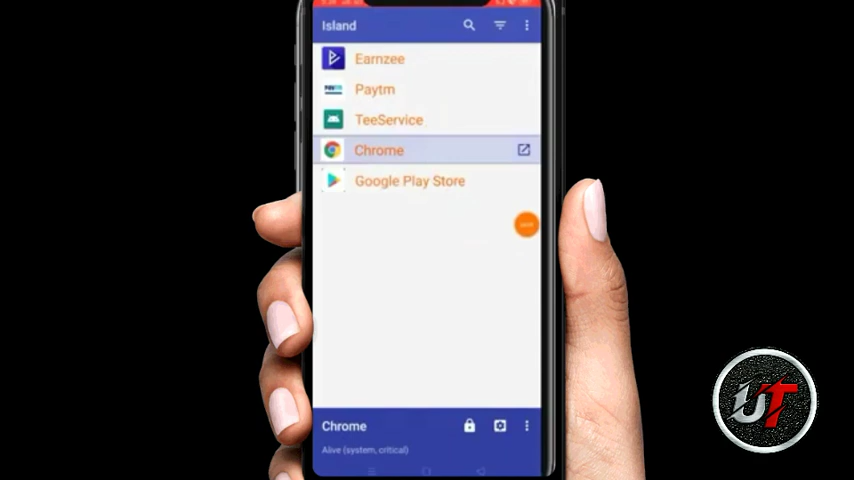 Island
Earnzee
Paytm
TeeService
Chrome
Google Play Store
Chrome
Alive (system, critical)
UT